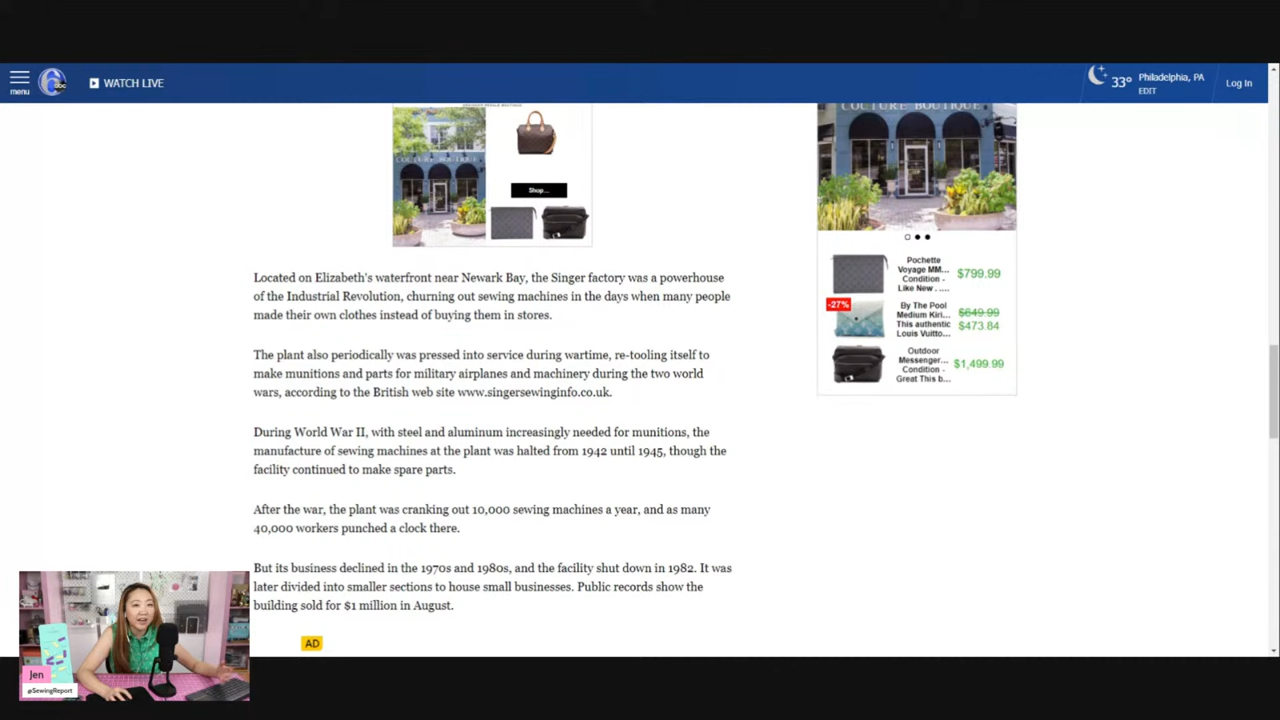 menu
6
abc
WATCH LIVE
33°
Philadelphia, PA
EDIT
Log In
COUTURE BOUTIQUE
Shop...
COUTURE BOUTIQUE
Pochette
Voyage MM...
Condition -
Like New . ....
$799.99
-27%
By The Pool
Medium Kiri...
This authentic
Louis Vuitto...
$649.99
$473.84
Outdoor
Messenger...
Condition -
Great This b...
$1,499.99
Located on Elizabeth's waterfront near Newark Bay, the Singer factory was a powerhouse
of the Industrial Revolution, churning out sewing machines in the days when many people
made their own clothes instead of buying them in stores.
The plant also periodically was pressed into service during wartime, re-tooling itself to
make munitions and parts for military airplanes and machinery during the two world
wars, according to the British web site www.singersewinginfo.co.uk.
During World War II, with steel and aluminum increasingly needed for munitions, the
manufacture of sewing machines at the plant was halted from 1942 until 1945, though the
facility continued to make spare parts.
After the war, the plant was cranking out 10,000 sewing machines a year, and as many
40,000 workers punched a clock there.
But its business declined in the 1970s and 1980s, and the facility shut down in 1982. It was
later divided into smaller sections to house small businesses. Public records show the
building sold for $1 million in August.
AD
Jen
@SewingReport